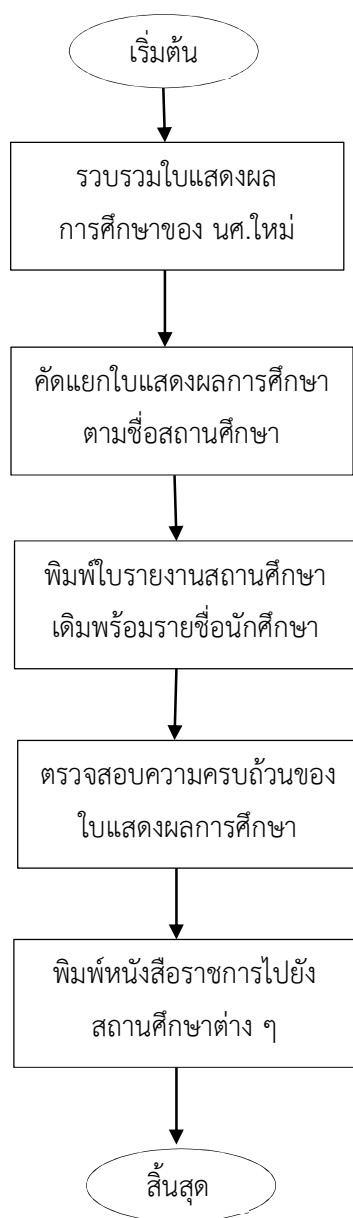 เริ่มต้น
รวบรวมใบแสดงผล
การศึกษาของ นศ.ใหม่
คัดแยกใบแสดงผลการศึกษา
ตามชื่อสถานศึกษา
พิมพ์ใบรายงานสถานศึกษา
เดิมพร้อมรายชื่อนักศึกษา
ตรวจสอบความครบถ้วนของ
ใบแสดงผลการศึกษา
พิมพ์หนังสือราชการไปยัง
สถานศึกษาต่าง ๆ
สิ้นสุด